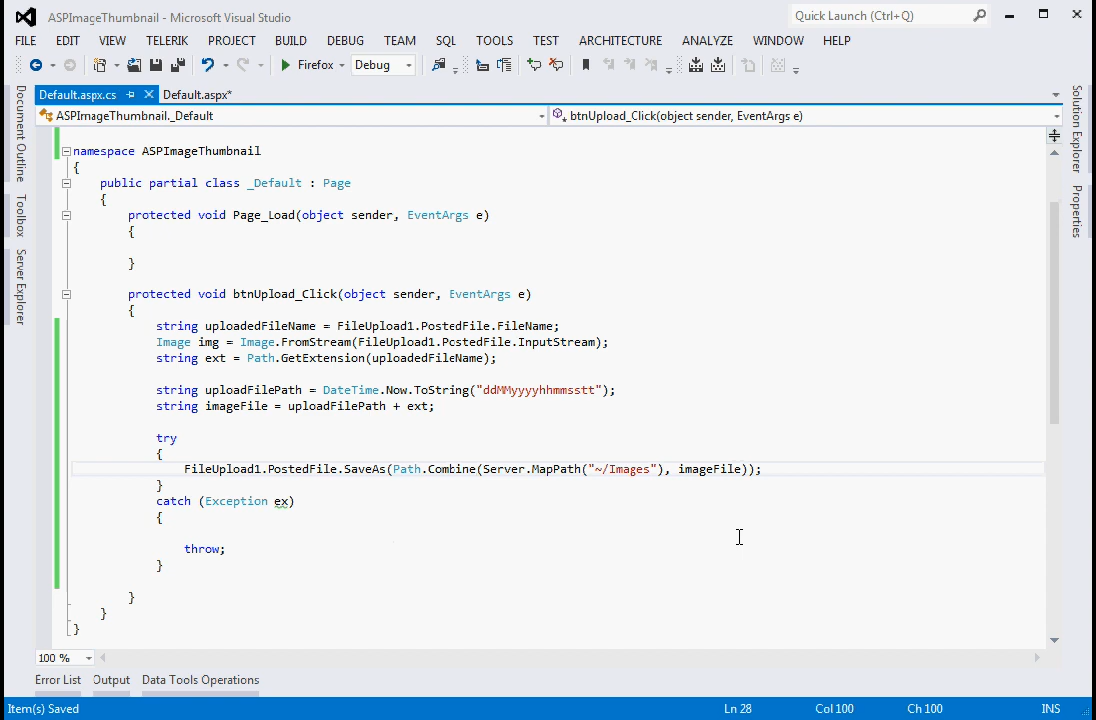 ASPImageThumbnail - Microsoft Visual Studio
Quick Launch (Ctrl+Q)
FILE EDIT VIEW TELERIK PROJECT BUILD DEBUG TEAM SQL TOOLS TEST ARCHITECTURE ANALYZE WINDOW HELP
Firefox Debug
Default.aspx.cs Default.aspx*
ASPImageThumbnail._Default btnUpload_Click(object sender, EventArgs e)
Document Outline
Toolbox
Server Explorer
Solution Explorer
Properties
namespace ASPImageThumbnail
{
public partial class _Default : Page
{
protected void Page_Load(object sender, EventArgs e)
{
}
protected void btnUpload_Click(object sender, EventArgs e)
{
string uploadedFileName = FileUpload1.PostedFile.FileName;
Image img = Image.FromStream(FileUpload1.PostedFile.InputStream);
string ext = Path.GetExtension(uploadedFileName);
string uploadFilePath = DateTime.Now.ToString("ddMMyyyyhhmmsstt");
string imageFile = uploadFilePath + ext;
try
{
FileUpload1.PostedFile.SaveAs(Path.Combine(Server.MapPath("~/Images"), imageFile));
}
catch (Exception ex)
{
throw;
}
}
}
}
100 %
Error List Output Data Tools Operations
Item(s) Saved Ln 28 Col 100 Ch 100 INS